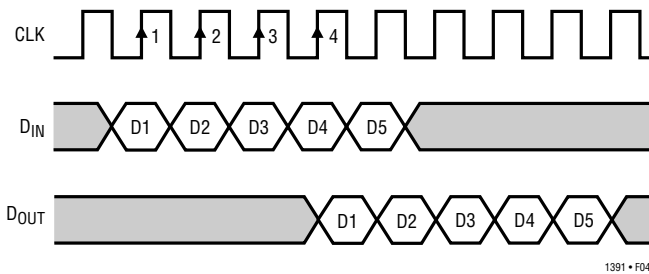 CLK 1 2 3 4
DIN D1 D2 D3 D4 D5
DOUT D1 D2 D3 D4 D5
1391 • F04